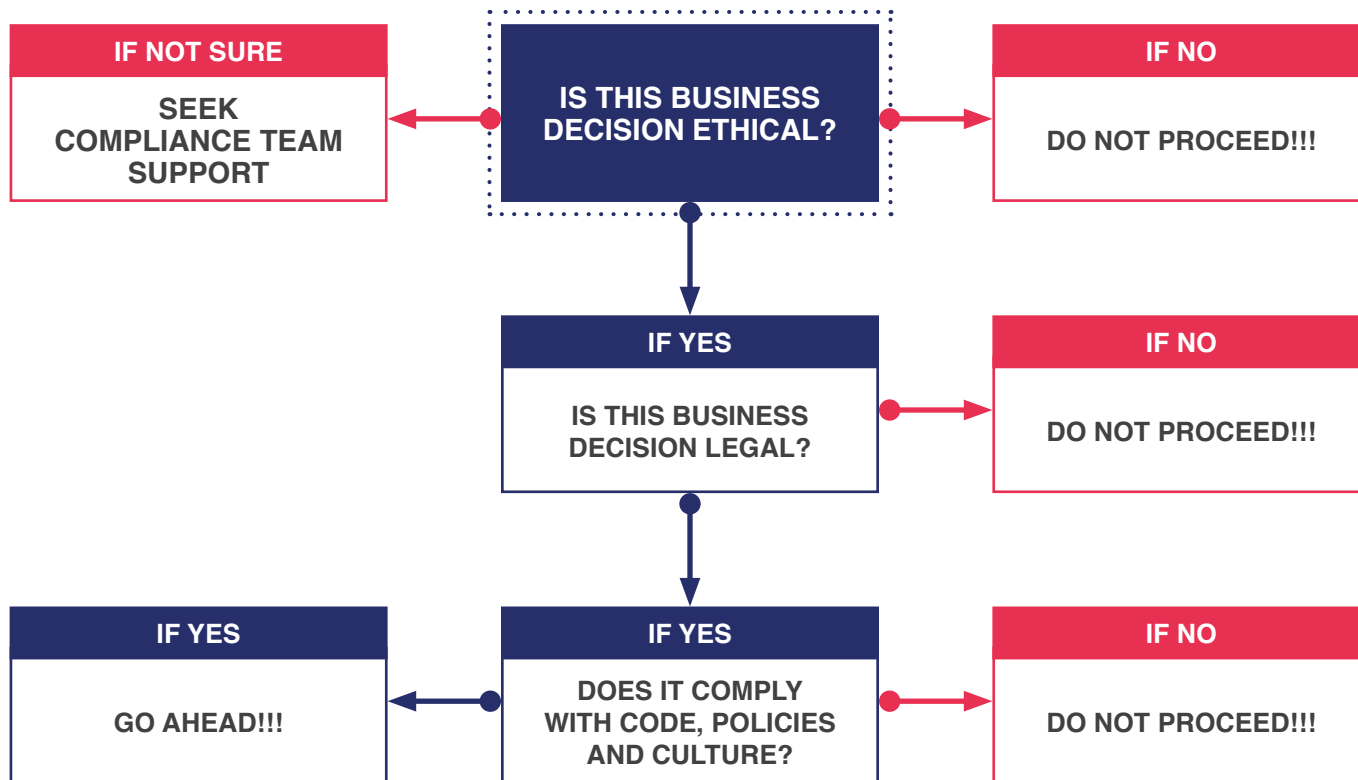 IF NOT SURE
SEEK
COMPLIANCE TEAM
SUPPORT
IS THIS BUSINESS
DECISION ETHICAL?
IF NO
DO NOT PROCEED!!!
IF YES
IS THIS BUSINESS
DECISION LEGAL?
IF NO
DO NOT PROCEED!!!
IF YES
GO AHEAD!!!
IF YES
DOES IT COMPLY
WITH CODE, POLICIES
AND CULTURE?
IF NO
DO NOT PROCEED!!!